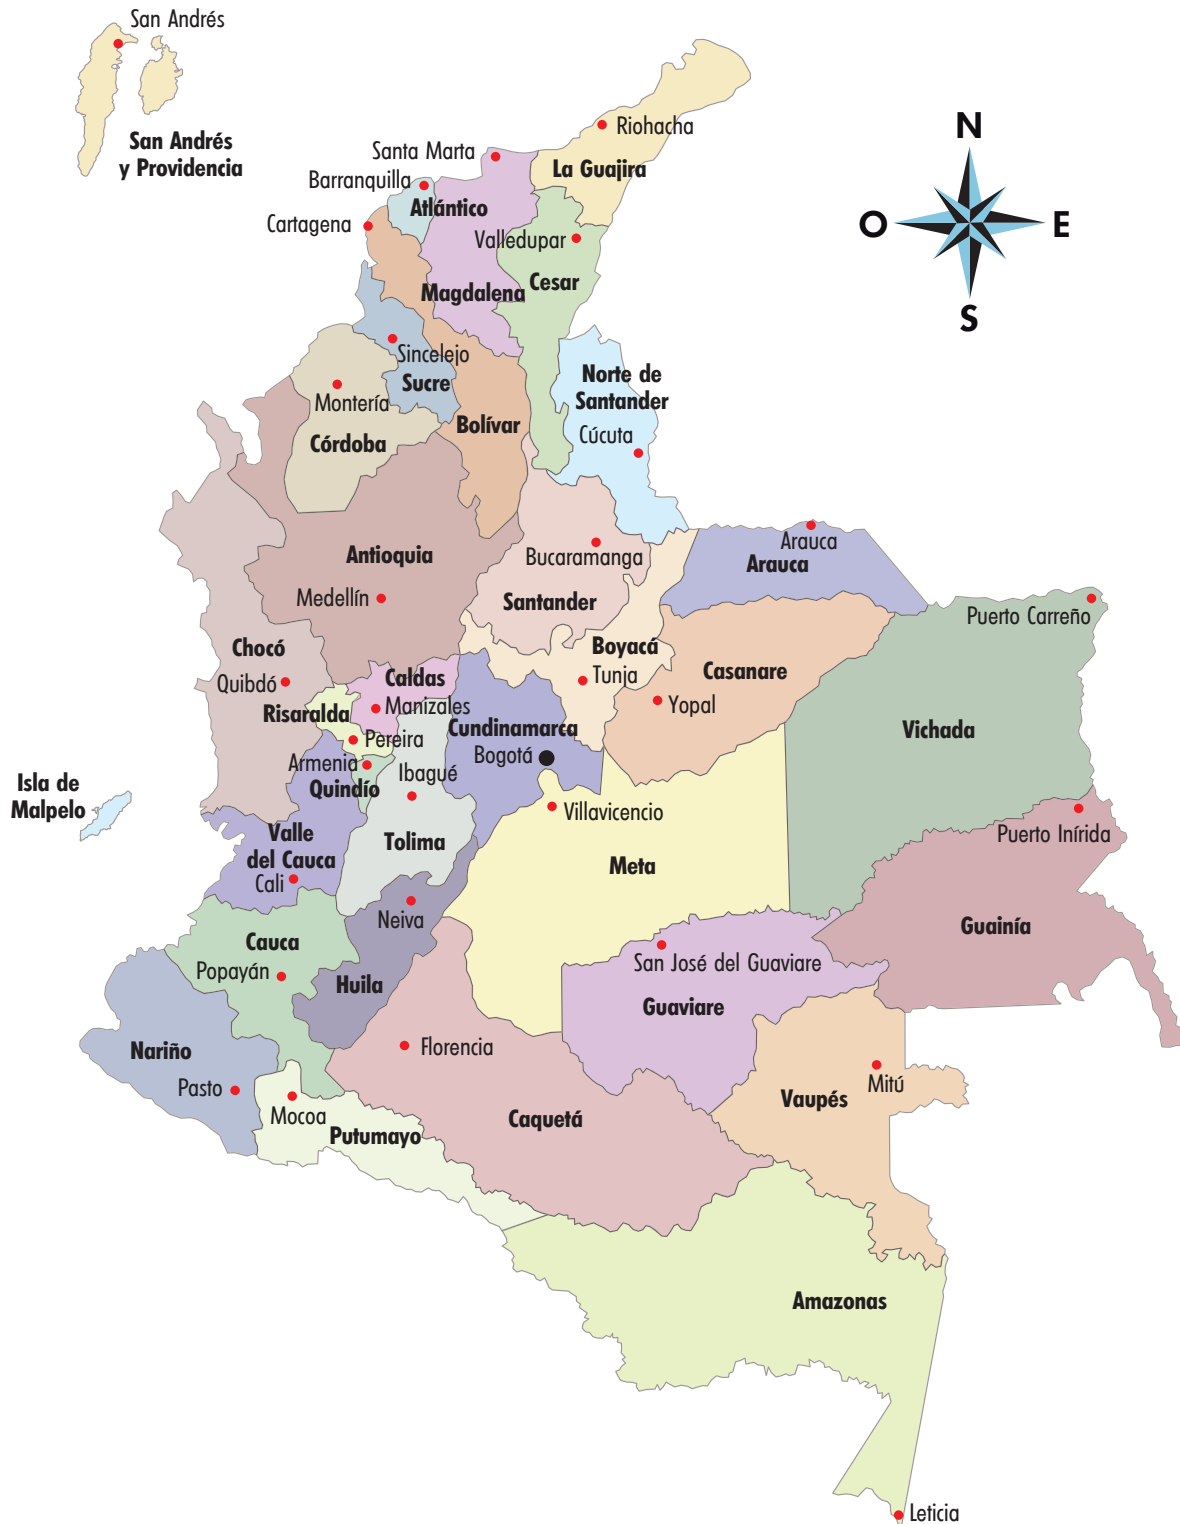 San Andrés
San Andrés
y Providencia
N
O
E
S
Riohacha
Santa Marta
La Guajira
Barranquilla
Atlántico
Cartagena
Valledupar
Cesar
Magdalena
Sincelejo
Sucre
Norte de
Santander
Montería
Bolívar
Córdoba
Cúcuta
Arauca
Arauca
Antioquia
Bucaramanga
Medellín
Santander
Puerto Carreño
Chocó
Boyacá
Quibdó
Caldas
Tunja
Casanare
Risaralda
Manizales
Yopal
Cundinamarca
Vichada
Pereira
Bogotá
Armenia
Ibagué
Quindío
Isla de
Malpelo
Villavicencio
Valle
del Cauca
Tolima
Puerto Inírida
Meta
Cali
Neiva
Guainía
Cauca
Popayán
San José del Guaviare
Huila
Guaviare
Nariño
Florencia
Pasto
Mitú
Mocoa
Vaupés
Caquetá
Putumayo
Amazonas
Leticia